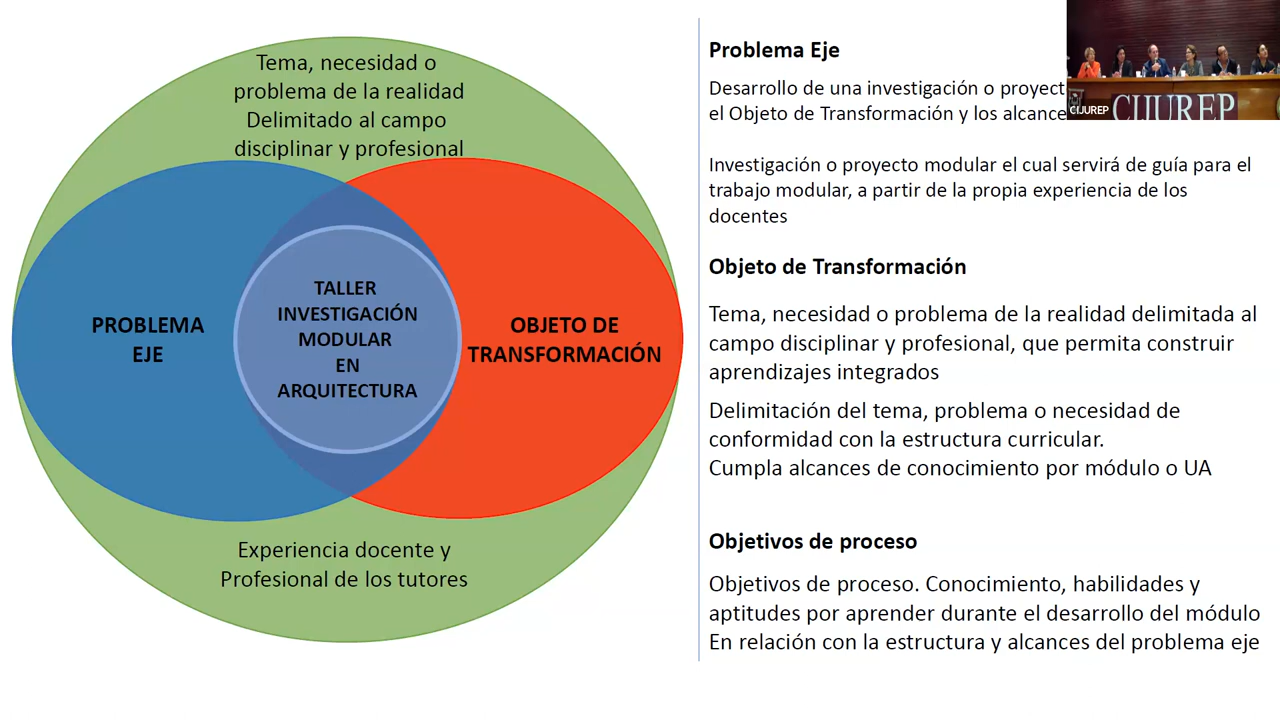 Tema, necesidad o
problema de la realidad
Delimitado al campo
disciplinar y profesional
PROBLEMA
EJE
TALLER
INVESTIGACIÓN
MODULAR
EN
ARQUITECTURA
OBJETO DE
TRANSFORMACIÓN
Experiencia docente y
Profesional de los tutores
Problema Eje
Desarrollo de una investigación o proyect
el Objeto de Transformación y los alcance
Investigación o proyecto modular el cual servirá de guía para el
trabajo modular, a partir de la propia experiencia de los
docentes
Objeto de Transformación
Tema, necesidad o problema de la realidad delimitada al
campo disciplinar y profesional, que permita construir
aprendizajes integrados
Delimitación del tema, problema o necesidad de
conformidad con la estructura curricular.
Cumpla alcances de conocimiento por módulo o UA
Objetivos de proceso
Objetivos de proceso. Conocimiento, habilidades y
aptitudes por aprender durante el desarrollo del módulo
En relación con la estructura y alcances del problema eje
CIJUREP
CIJUREP